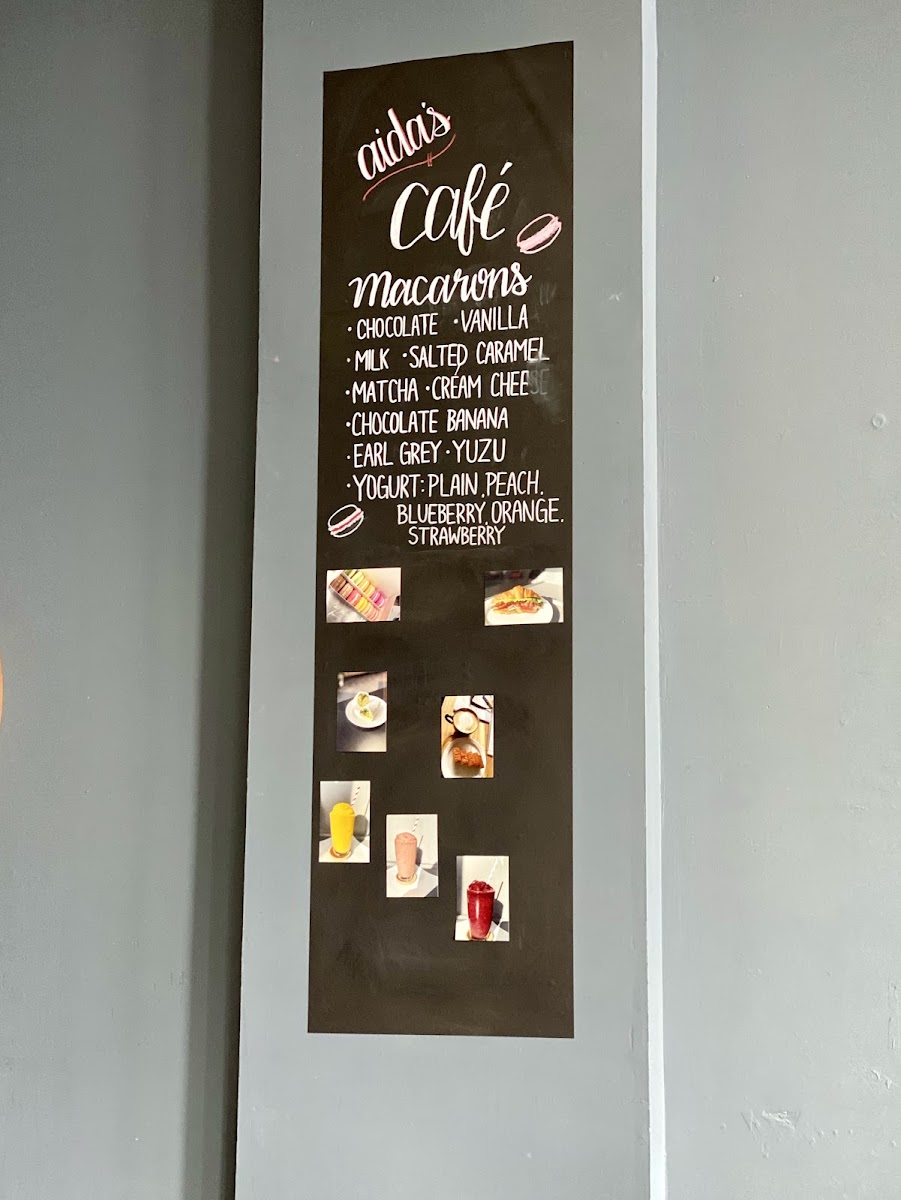 aida's
café
macarons
· CHOCOLATE · VANILLA
· MILK · SALTED CARAMEL
· MATCHA · CREAM CHEESE
· CHOCOLATE BANANA
· EARL GREY · YUZU
· YOGURT: PLAIN, PEACH,
BLUEBERRY, ORANGE,
STRAWBERRY